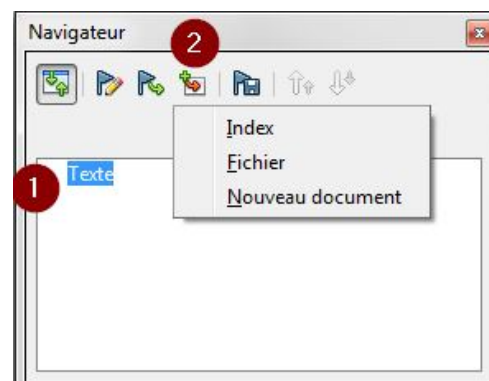 Navigateur
2
Index
Fichier
Nouveau document
1
Texte